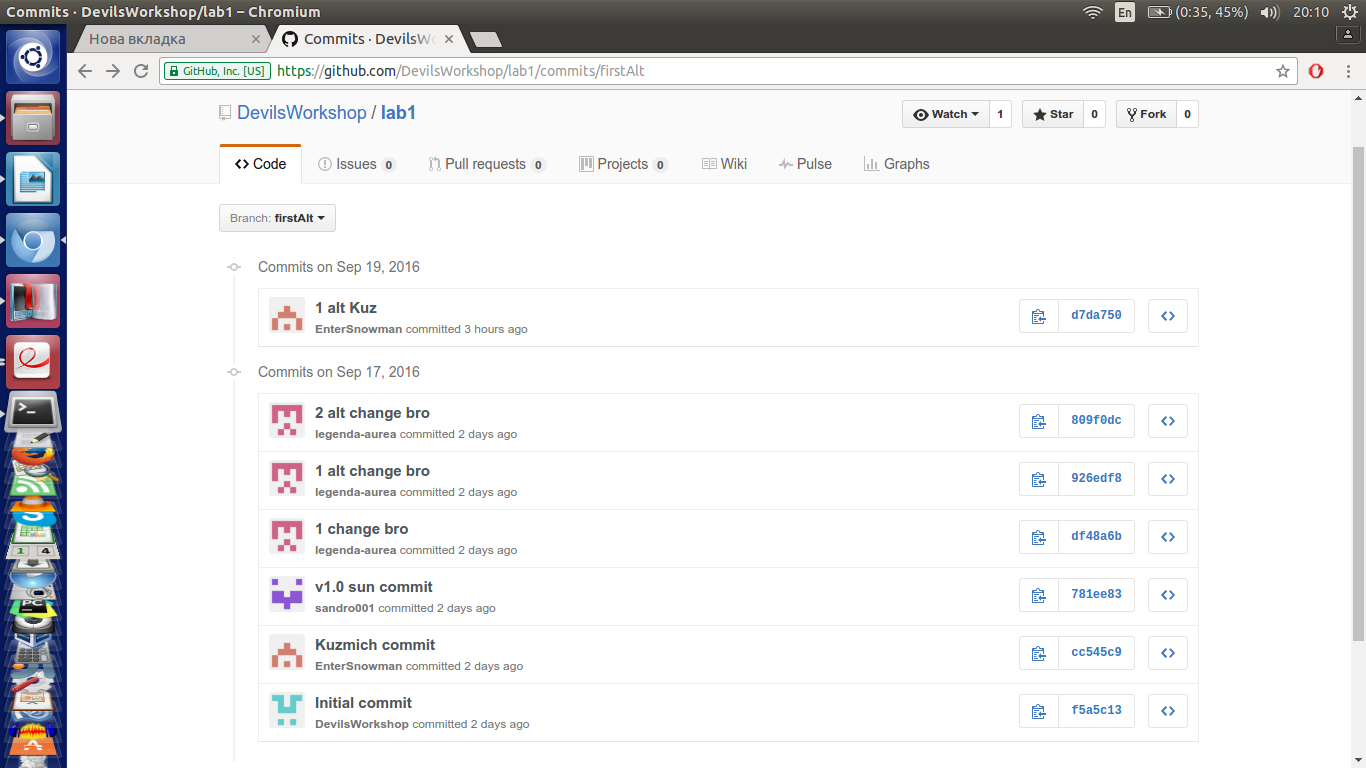 Commits · DevilsWorkshop/lab1 – Chromium
En
(0:35, 45%)
20:10
Нова вкладка
Commits · DevilsWo
GitHub, Inc. [US]
https://github.com/DevilsWorkshop/lab1/commits/firstAlt
DevilsWorkshop / lab1
Watch 1
Star 0
Fork 0
Code
Issues 0
Pull requests 0
Projects 0
Wiki
Pulse
Graphs
Branch: firstAlt
Commits on Sep 19, 2016
1 alt Kuz
EnterSnowman committed 3 hours ago
d7da750
Commits on Sep 17, 2016
2 alt change bro
legenda-aurea committed 2 days ago
809f0dc
1 alt change bro
legenda-aurea committed 2 days ago
926edf8
1 change bro
legenda-aurea committed 2 days ago
df48a6b
v1.0 sun commit
sandro001 committed 2 days ago
781ee83
Kuzmich commit
EnterSnowman committed 2 days ago
cc545c9
Initial commit
DevilsWorkshop committed 2 days ago
f5a5c13
1 4
PC